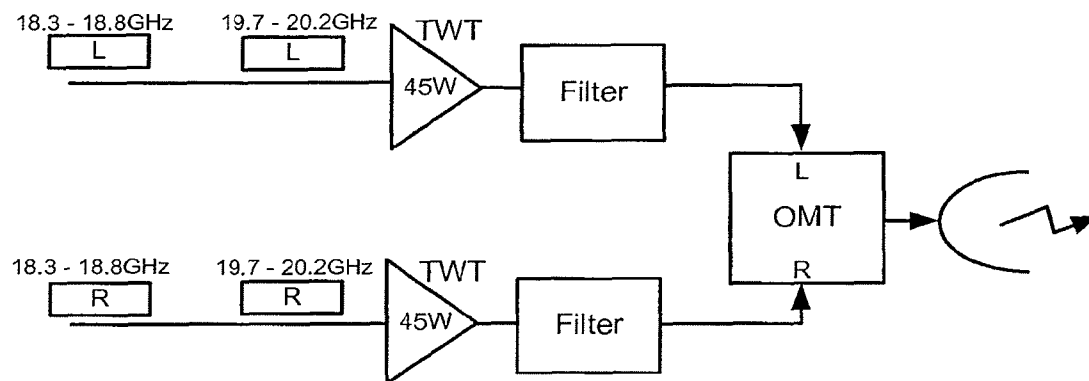 18.3 - 18.8GHz
19.7 - 20.2GHz
TWT
L
L
45W
Filter
L
OMT
R
18.3 - 18.8GHz
19.7 - 20.2GHz
TWT
R
R
45W
Filter